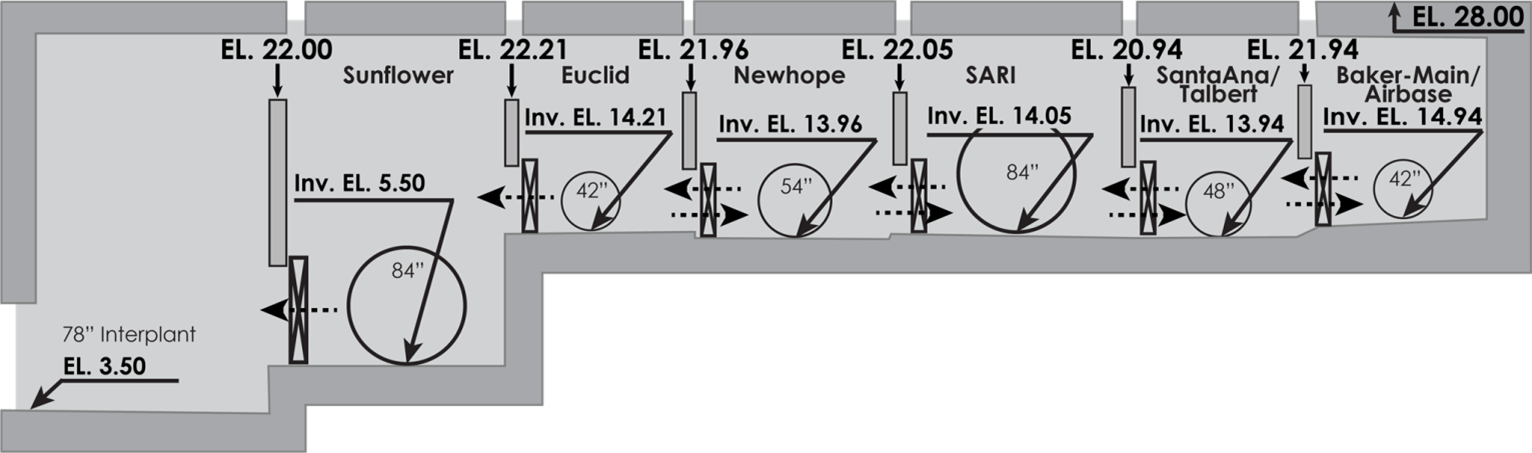 EL. 28.00
EL. 22.00
EL. 22.21
EL. 21.96
EL. 22.05
EL. 20.94
EL. 21.94
Sunflower
Euclid
Newhope
SARI
SantaAna/
Talbert
Baker-Main/
Airbase
Inv. EL. 5.50
Inv. EL. 14.21
Inv. EL. 13.96
Inv. EL. 14.05
Inv. EL. 13.94
Inv. EL. 14.94
84”
42”
54”
84”
48”
42”
78” Interplant
EL. 3.50